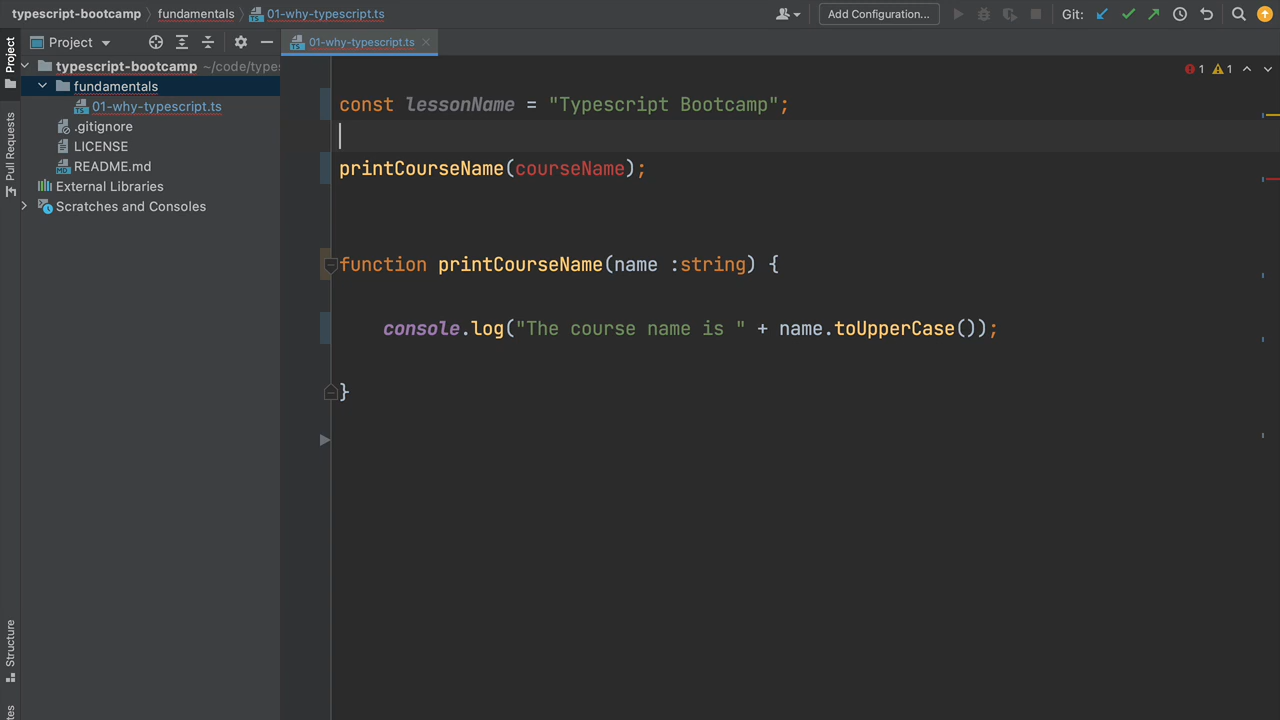 typescript-bootcamp fundamentals 01-why-typescript.ts Add Configuration... Git:
Project 01-why-typescript.ts
Project
typescript-bootcamp ~/code/type
fundamentals
01-why-typescript.ts
.gitignore
LICENSE
README.md
External Libraries
Scratches and Consoles
Pull Requests
Structure
1 1
const lessonName = "Typescript Bootcamp";
printCourseName(courseName);
function printCourseName(name :string) {
console.log("The course name is " + name.toUpperCase());
}